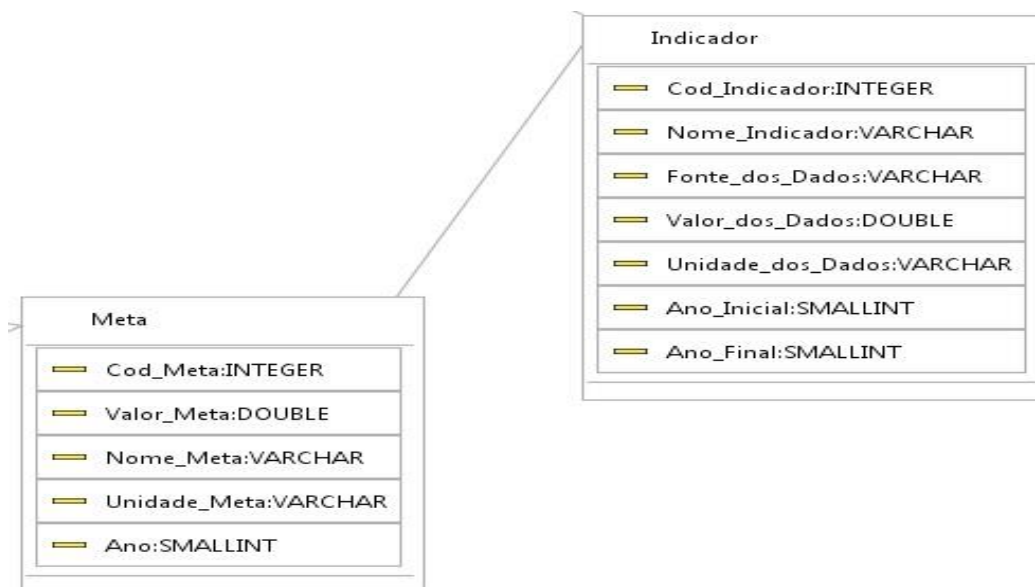 Indicador
Cod_Indicador:INTEGER
Nome_Indicador:VARCHAR
Fonte_dos_Dados:VARCHAR
Valor_dos_Dados:DOUBLE
Unidade_dos_Dados:VARCHAR
Ano_Inicial:SMALLINT
Ano_Final:SMALLINT
Meta
Cod_Meta:INTEGER
Valor_Meta:DOUBLE
Nome_Meta:VARCHAR
Unidade_Meta:VARCHAR
Ano:SMALLINT